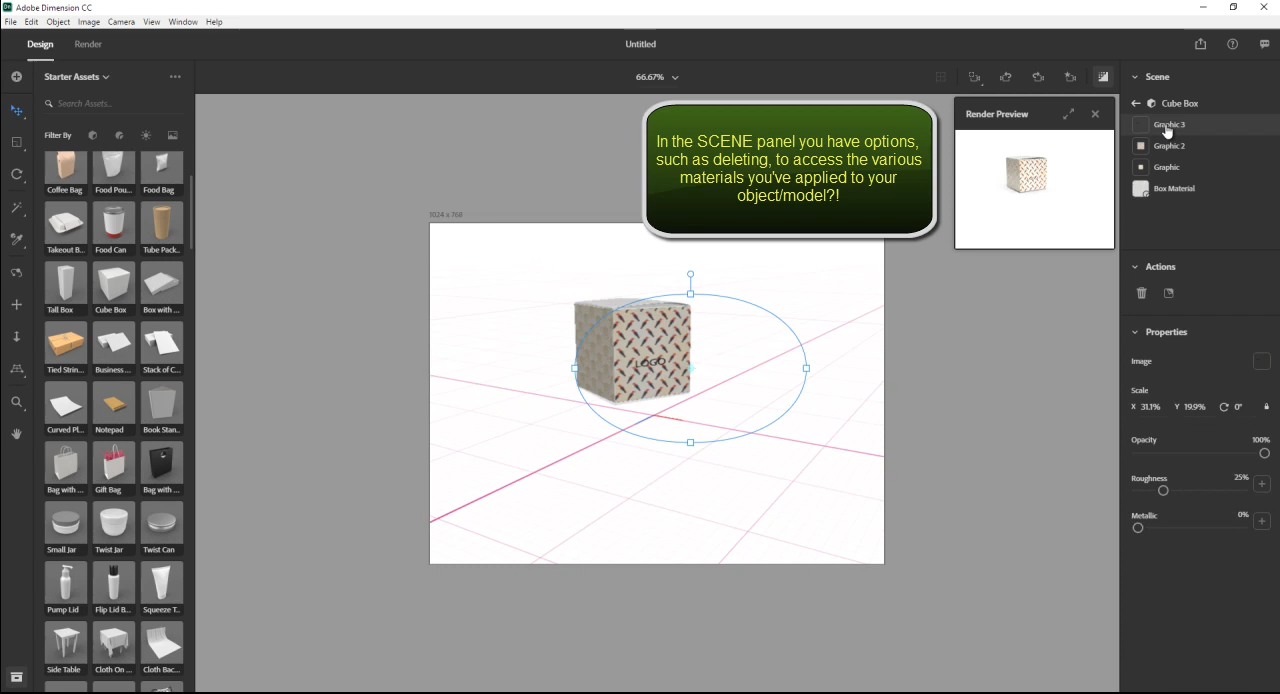 Dn Adobe Dimension CC
File Edit Object Image Camera View Window Help
Design Render Untitled
Starter Assets
66.67%
Search Assets...
Filter By
Coffee Bag Food Pou... Food Bag
Takeout B... Food Can Tube Pack..
Tall Box Cube Box Box with ...
Tied Strin... Business... Stack of C...
Curved Pl... Notepad Book Stan..
Bag with ... Gift Bag Bag with ...
Small Jar Twist Jar Twist Can
Pump Lid Flip Lid B... Squeeze T..
Side Table Cloth On ... Cloth Bac...
1024 x 768
LOGO
In the SCENE panel you have options,
such as deleting, to access the various
materials you've applied to your
object/model?!
Render Preview
Scene
Cube Box
Graphic 3
Graphic 2
Graphic
Box Material
Actions
Properties
Image
Scale
X 31.1% Y 19.9% 0°
Opacity 100%
Roughness 25%
Metallic 0%